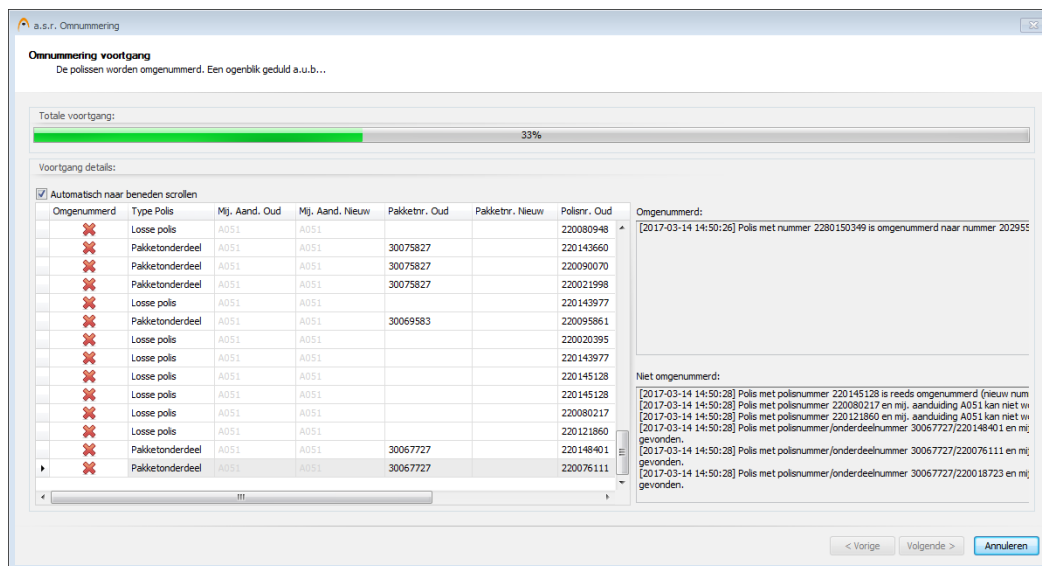 a.s.r. Omnummering
Omnummering voortgang
De polissen worden omgenummerd. Een ogenblik geduld a.u.b...
Totale voortgang:
33%
Voortgang details:
Automatisch naar beneden scrollen
Omgenummerd Type Polis Mij. Aand. Oud Mij. Aand. Nieuw Pakketnr. Oud Pakketnr. Nieuw Polisnr. Oud
Losse polis A051 A051 220080948
Pakketonderdeel A051 A051 30075827 220143660
Pakketonderdeel A051 A051 30075827 220090070
Pakketonderdeel A051 A051 30075827 220021998
Losse polis A051 A051 220143977
Pakketonderdeel A051 A051 30069583 220095861
Losse polis A051 A051 220020395
Losse polis A051 A051 220143977
Losse polis A051 A051 220145128
Losse polis A051 A051 220145128
Losse polis A051 A051 220080217
Losse polis A051 A051 220121860
Pakketonderdeel A051 A051 30067727 220148401
Pakketonderdeel A051 A051 30067727 220076111
Omgenummerd:
[2017-03-14 14:50:26] Polis met nummer 2280150349 is omgenummerd naar nummer 202955
Niet omgenummerd:
[2017-03-14 14:50:28] Polis met polisnummer 220145128 is reeds omgenummerd (nieuw num
[2017-03-14 14:50:28] Polis met polisnummer 220080217 en mij. aanduiding A051 kan niet w
[2017-03-14 14:50:28] Polis met polisnummer 220121860 en mij. aanduiding A051 kan niet w
[2017-03-14 14:50:28] Polis met polisnummer/onderdeelnummer 30067727/220148401 en mij
gevonden.
[2017-03-14 14:50:28] Polis met polisnummer/onderdeelnummer 30067727/220076111 en mij
gevonden.
[2017-03-14 14:50:28] Polis met polisnummer/onderdeelnummer 30067727/220018723 en mij
gevonden.
< Vorige Volgende > Annuleren